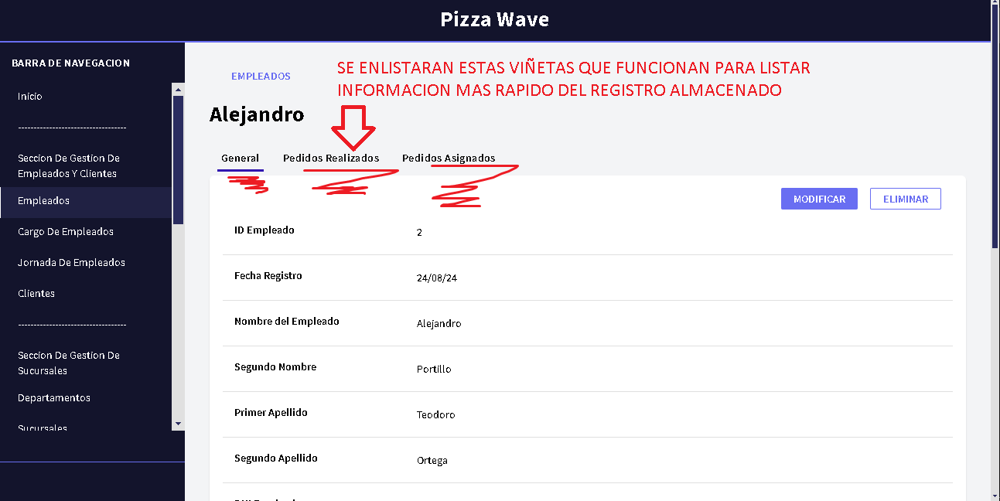 Pizza Wave
BARRA DE NAVEGACION
Inicio
-----------------------------------
Seccion De Gestion De
Empleados Y Clientes
Empleados
Cargo De Empleados
Jornada De Empleados
Clientes
-----------------------------------
Seccion De Gestion De
Sucursales
Departamentos
Sucursales
EMPLEADOS
SE ENLISTARAN ESTAS VIÑETAS QUE FUNCIONAN PARA LISTAR
INFORMACION MAS RAPIDO DEL REGISTRO ALMACENADO
Alejandro
General Pedidos Realizados Pedidos Asignados
MODIFICAR ELIMINAR
ID Empleado 2
Fecha Registro 24/08/24
Nombre del Empleado Alejandro
Segundo Nombre Portillo
Primer Apellido Teodoro
Segundo Apellido Ortega